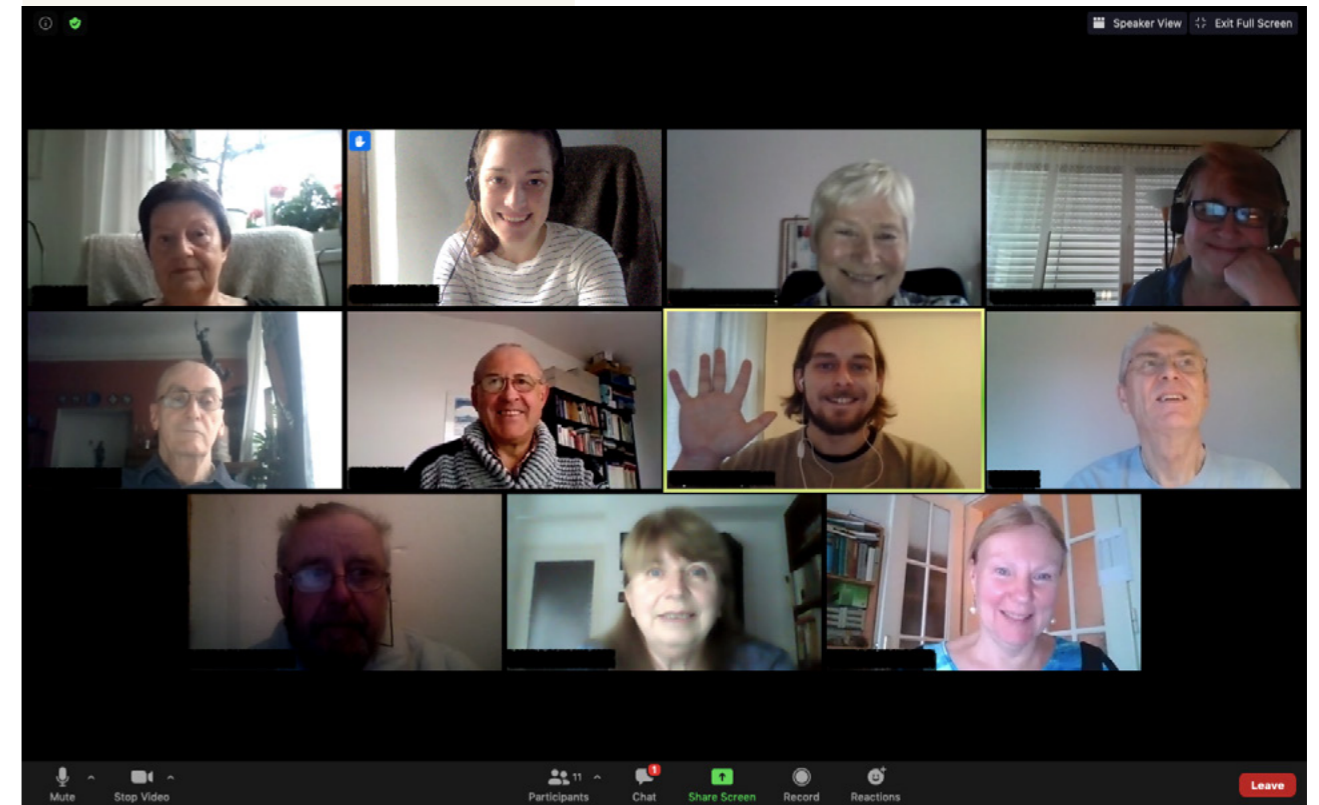 Speaker View Exit Full Screen
11 1
Mute Stop Video Participants Chat Share Screen Record Reactions Leave